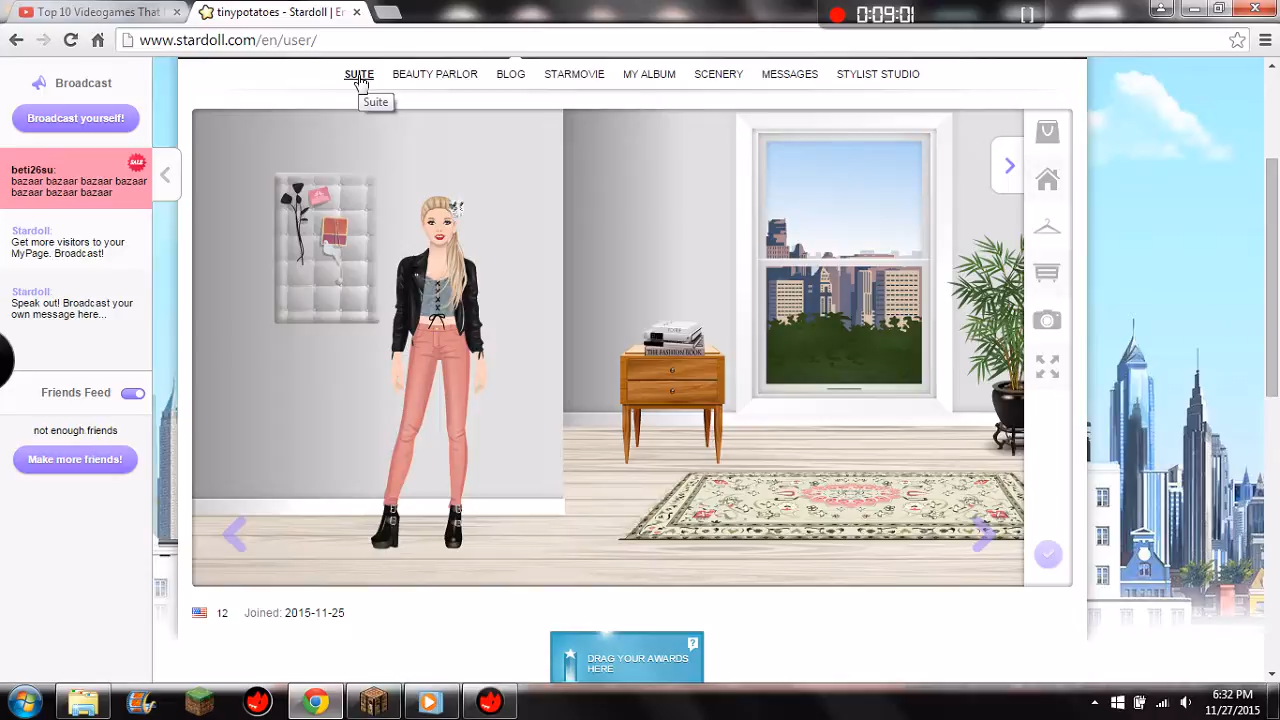 Top 10 Videogames That
tinypotatoes - Stardoll | En
00:09:01
www.stardoll.com/en/user/
SUITE
BEAUTY PARLOR
BLOG
STARMOVIE
MY ALBUM
SCENERY
MESSAGES
STYLIST STUDIO
Suite
Broadcast
Broadcast yourself!
SALE
beti26su:
bazaar bazaar bazaar bazaar
bazaar bazaar bazaar
Stardoll:
Get more visitors to your
MyPage. Broadcast!
Stardoll:
Speak out! Broadcast your
own message here...
Friends Feed
not enough friends
Make more friends!
THE FASHION BOOK
12
Joined: 2015-11-25
DRAG YOUR AWARDS
HERE
?
6:32 PM
11/27/2015